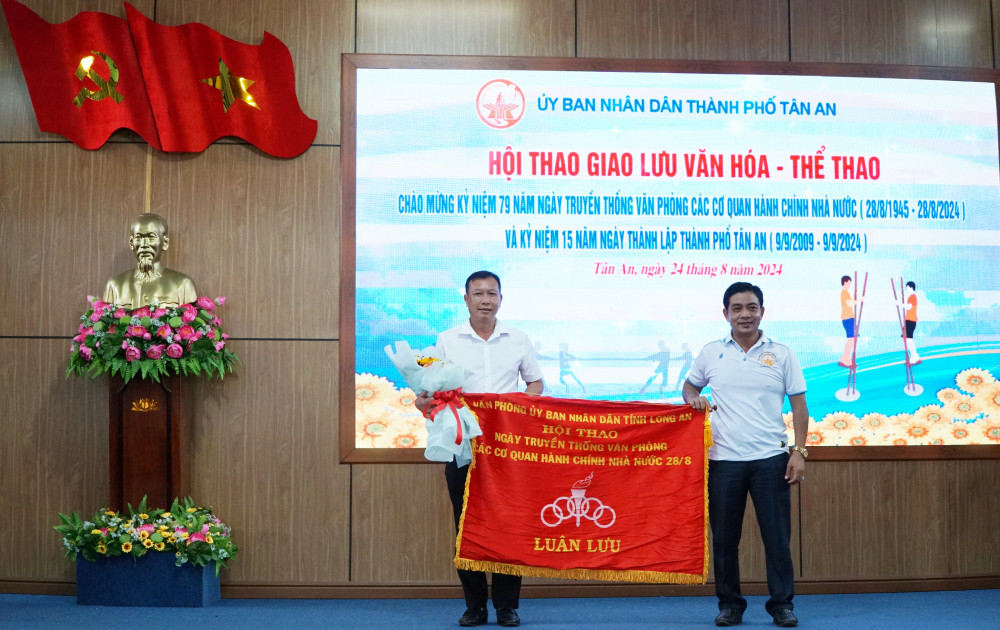 ỦY BAN NHÂN DÂN THÀNH PHỐ TÂN AN
HỘI THAO GIAO LƯU VĂN HÓA - THỂ THAO
CHÀO MỪNG KỶ NIỆM 79 NĂM NGÀY TRUYỀN THỐNG VĂN PHÒNG CÁC CƠ QUAN HÀNH CHÍNH NHÀ NƯỚC ( 28/8/1945 - 28/8/2024 )
VÀ KỶ NIỆM 15 NĂM NGÀY THÀNH LẬP THÀNH PHỐ TÂN AN ( 9/9/2009 - 9/9/2024 )
Tân An, ngày 24 tháng 8 năm 2024
VĂN PHÒNG ỦY BAN NHÂN DÂN TỈNH LONG AN
HỘI THAO
NGÀY TRUYỀN THỐNG VĂN PHÒNG
CÁC CƠ QUAN HÀNH CHÍNH NHÀ NƯỚC 28/8
LUÂN LƯU